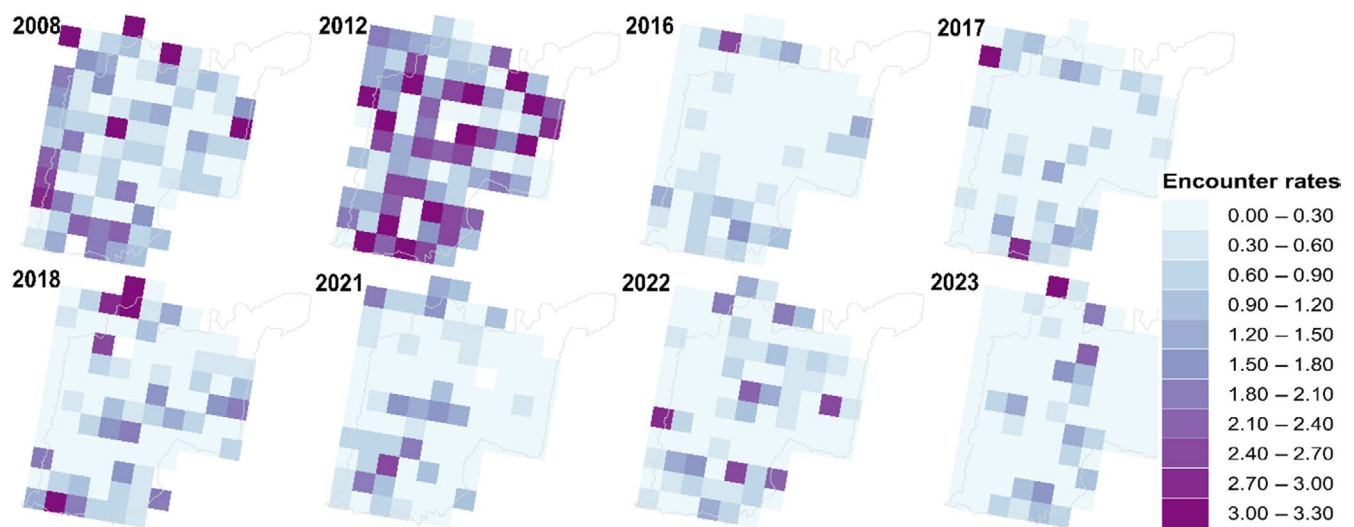 2008
2012
2016
2017
2018
2021
2022
2023
Encounter rates
0.00 – 0.30
0.30 – 0.60
0.60 – 0.90
0.90 – 1.20
1.20 – 1.50
1.50 – 1.80
1.80 – 2.10
2.10 – 2.40
2.40 – 2.70
2.70 – 3.00
3.00 – 3.30